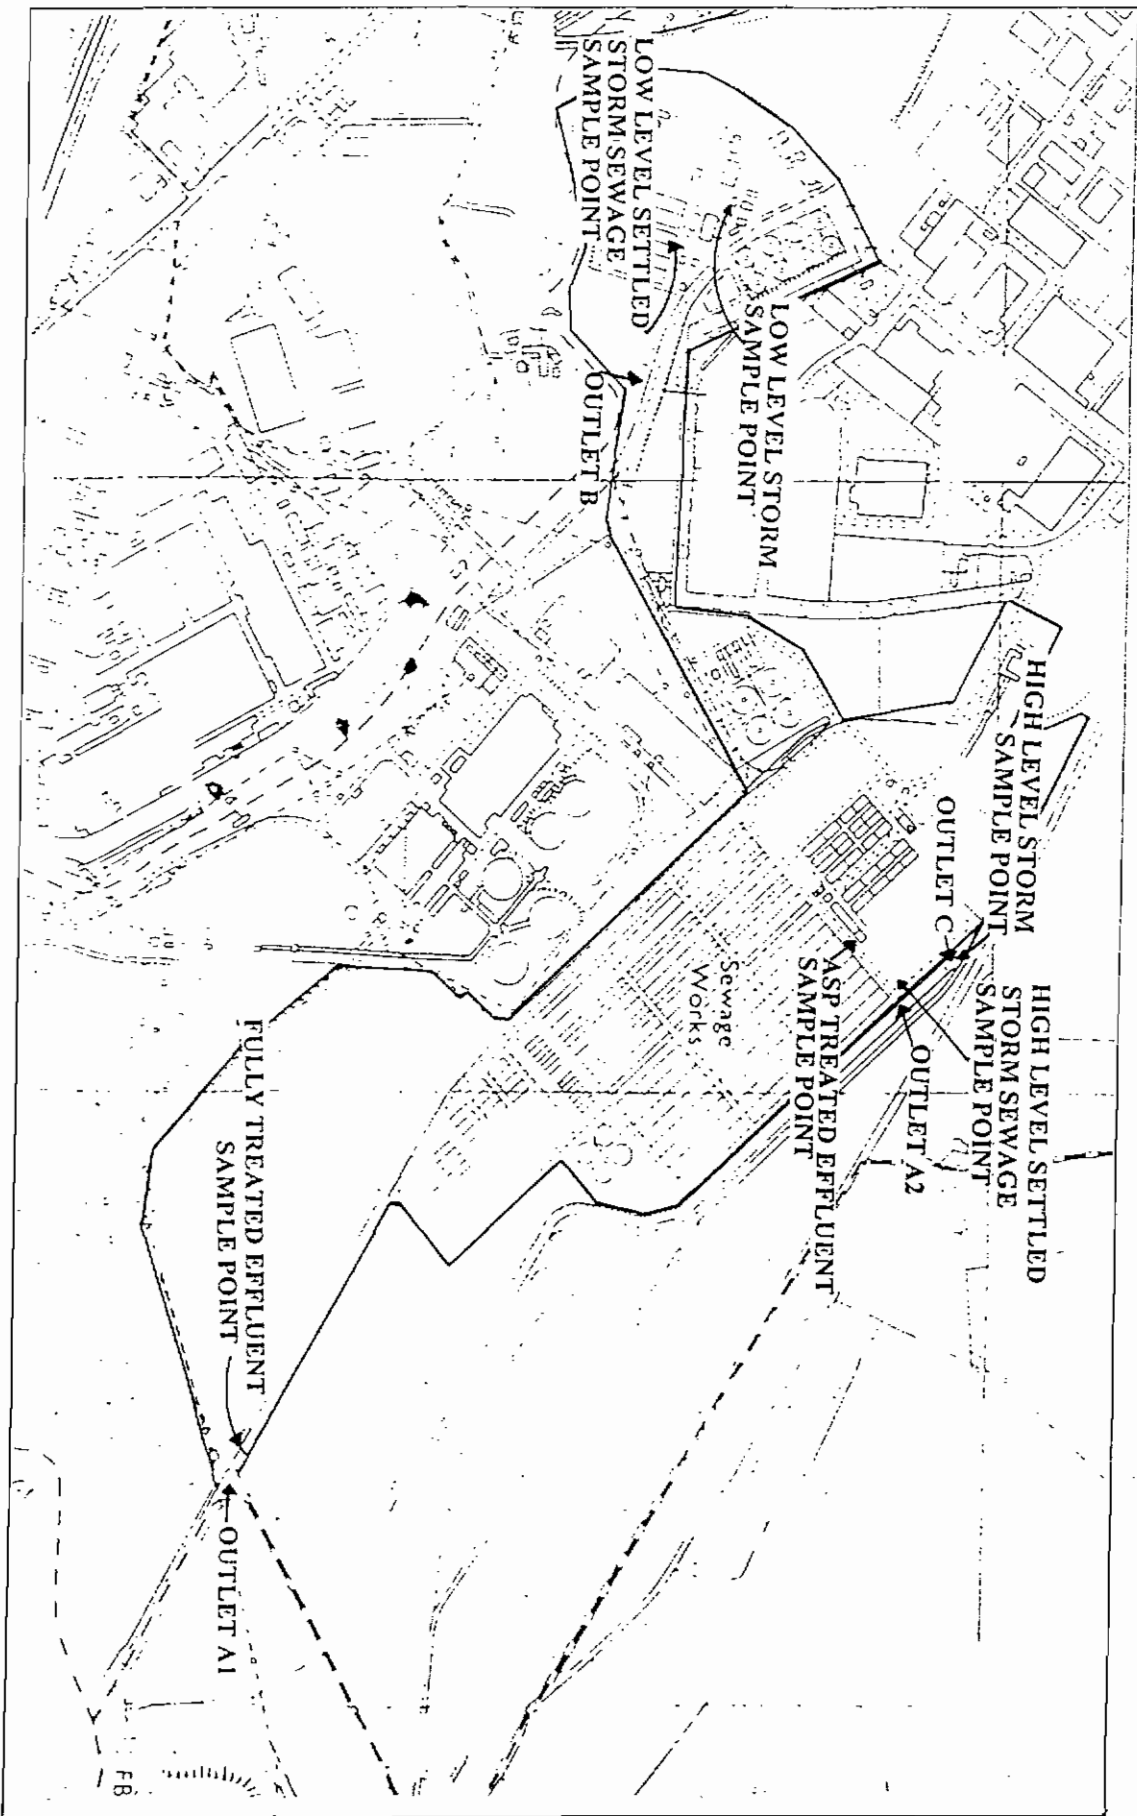 LOW LEVEL SETTLED
STORM SEWAGE
SAMPLE POINT
LOW LEVEL STORM
SAMPLE POINT
OUTLET B
HIGH LEVEL STORM
SAMPLE POINT
OUTLET C
HIGH LEVEL SETTLED
STORM SEWAGE
SAMPLE POINT
OUTLET A2
ASP TREATED EFFLUENT
SAMPLE POINT
Sewage
Works
FULLY TREATED EFFLUENT
SAMPLE POINT
OUTLET A1
FB